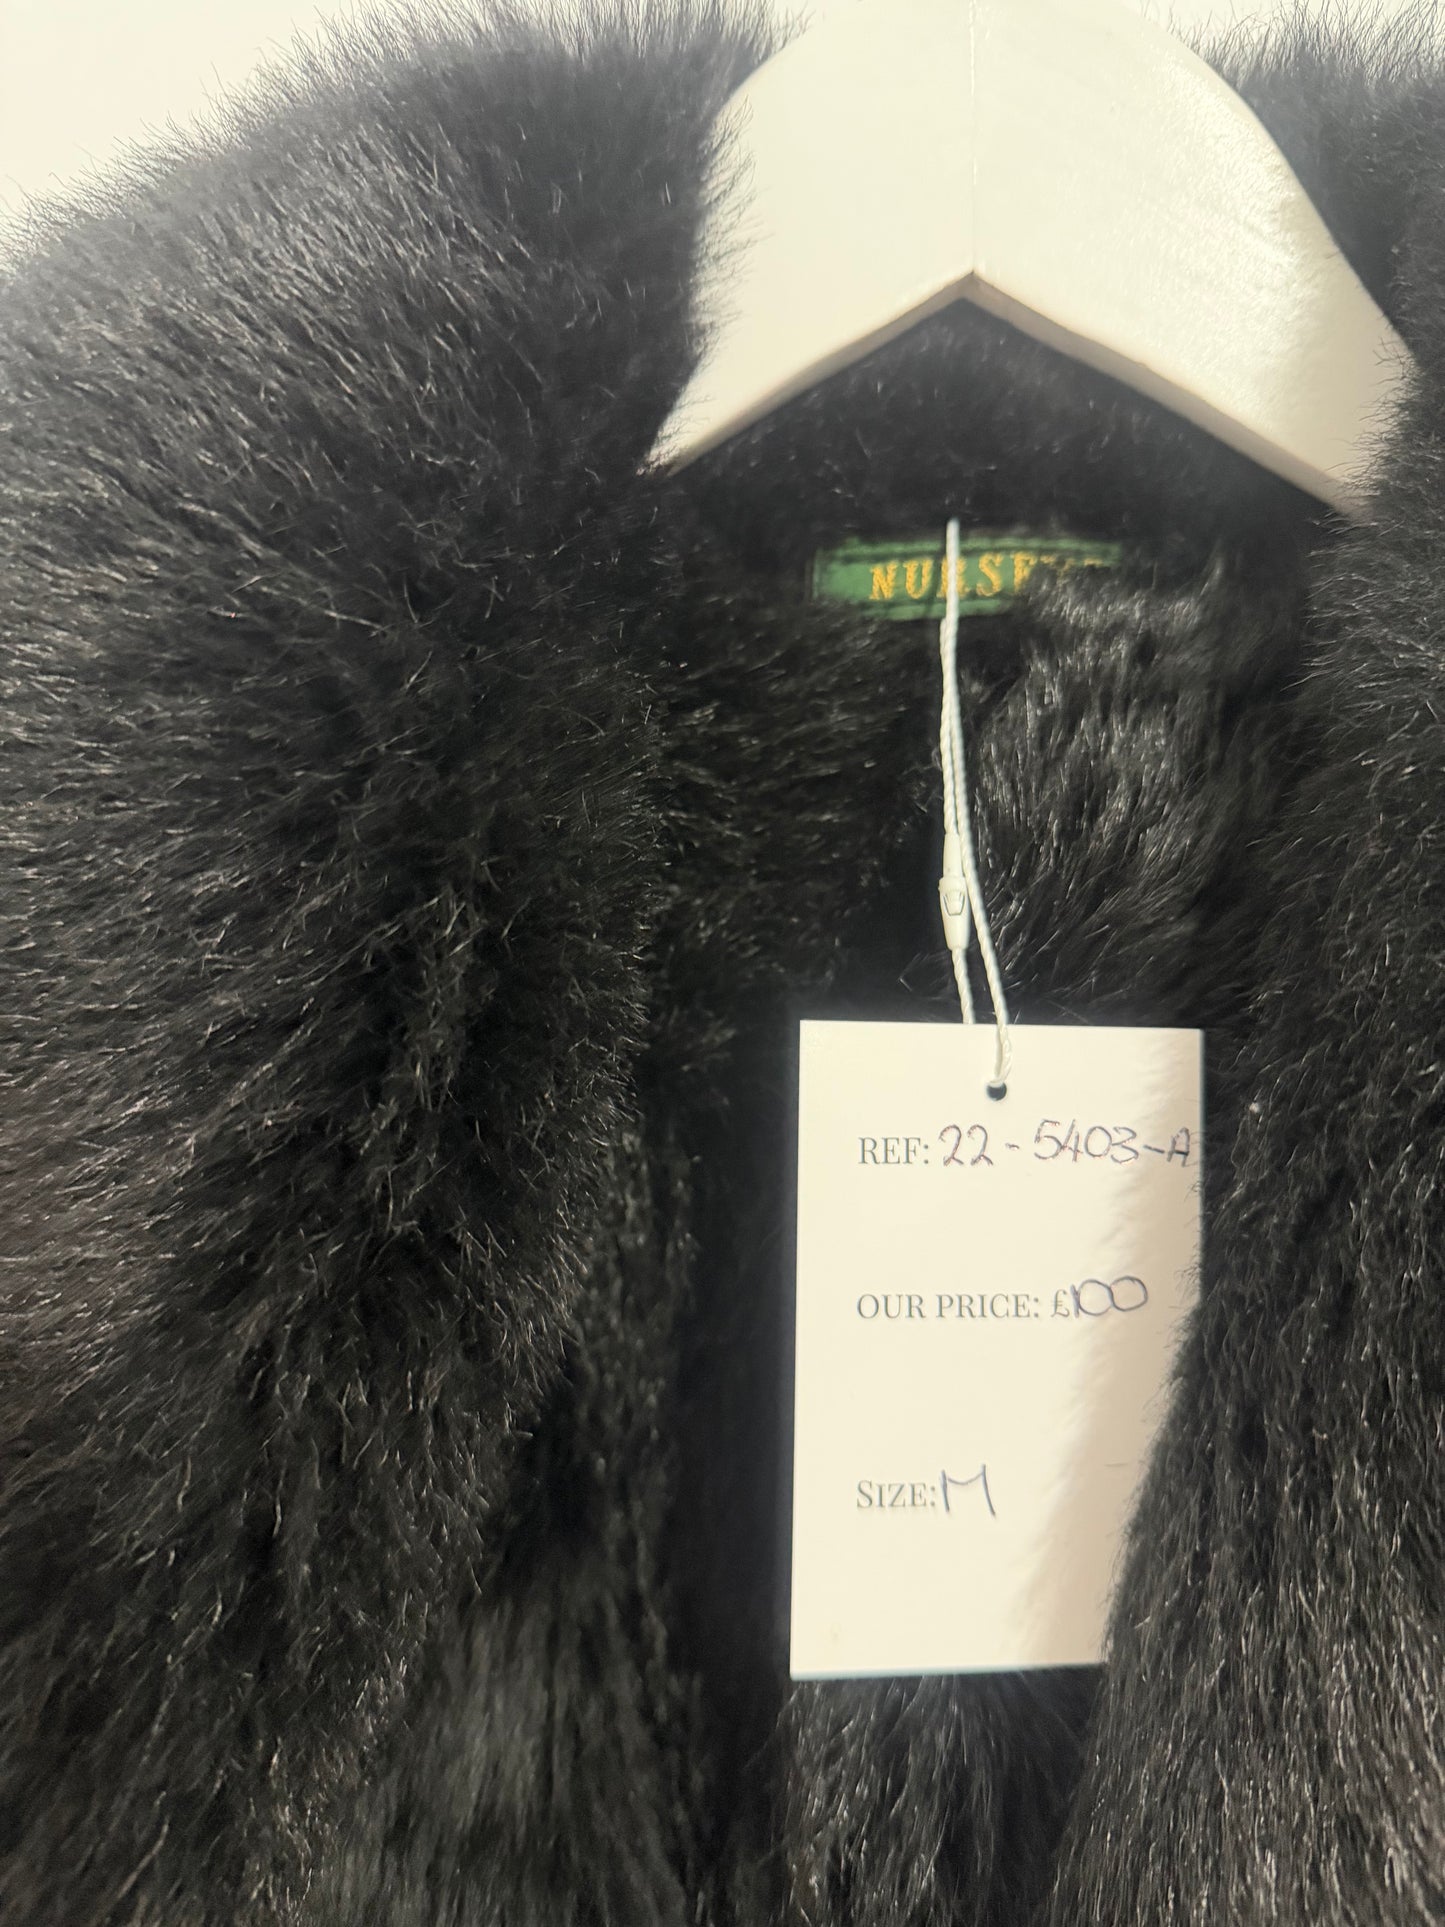 REF: 22-5403-A
OUR PRICE: £100
SIZE: M